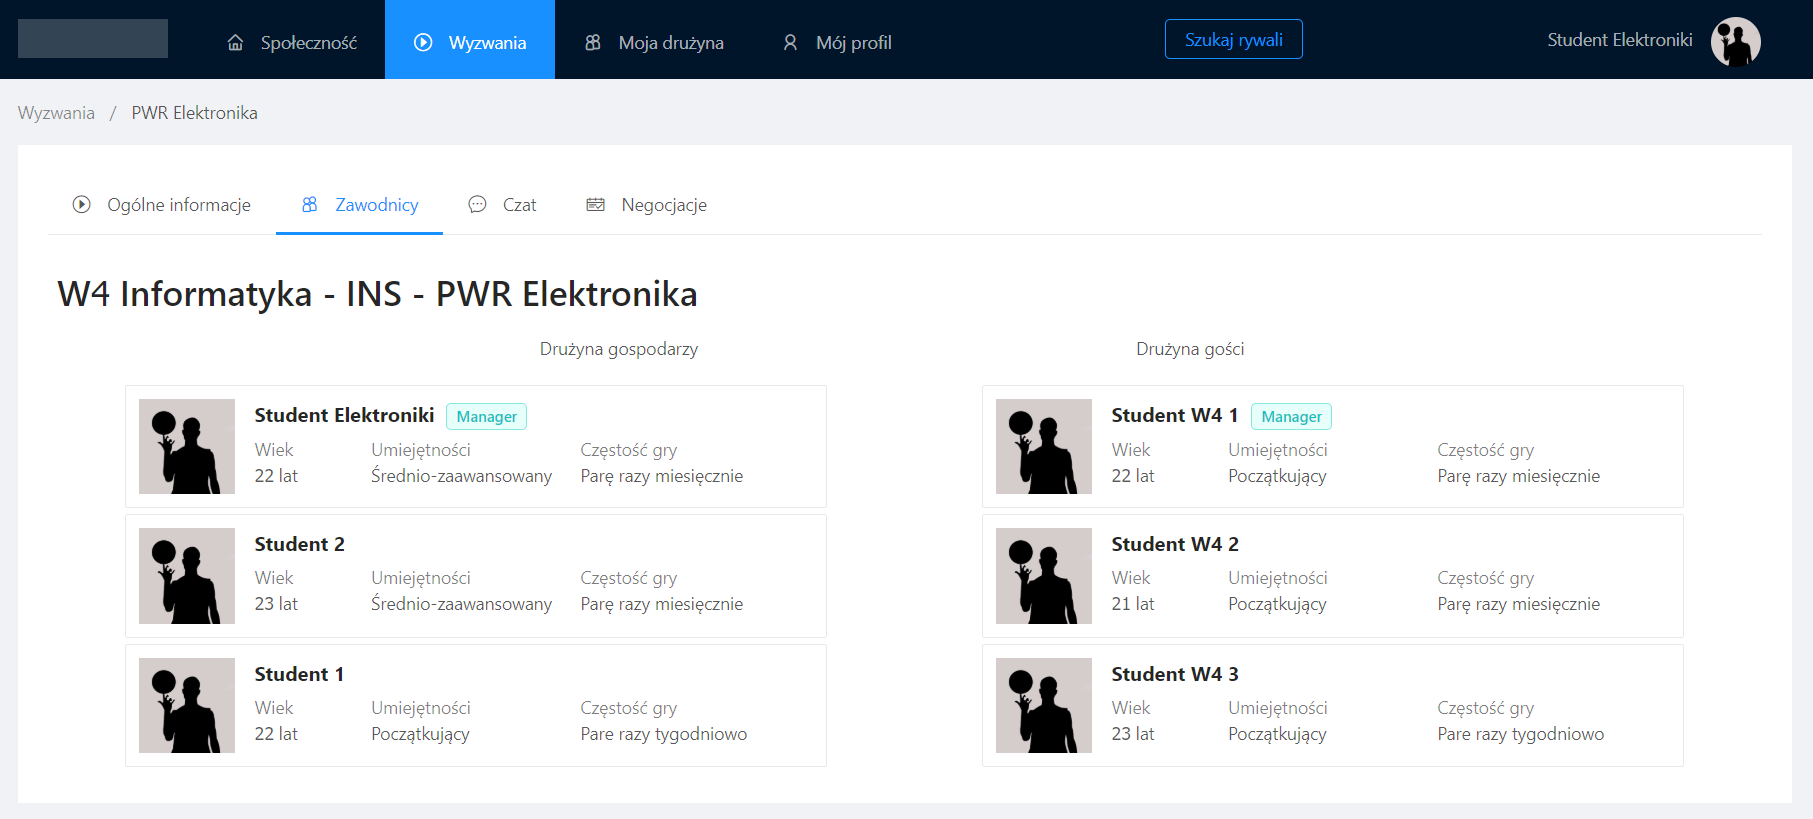 Społeczność Wyzwania Moja drużyna Mój profil Szukaj rywali Student Elektroniki
Wyzwania / PWR Elektronika
Ogólne informacje Zawodnicy Czat Negocjacje
W4 Informatyka - INS - PWR Elektronika
Drużyna gospodarzy
Student Elektroniki Manager
Wiek Umiejętności Częstość gry
22 lat Średnio-zaawansowany Parę razy miesięcznie
Student 2
Wiek Umiejętności Częstość gry
23 lat Średnio-zaawansowany Parę razy miesięcznie
Student 1
Wiek Umiejętności Częstość gry
22 lat Początkujący Pare razy tygodniowo
Drużyna gości
Student W4 1 Manager
Wiek Umiejętności Częstość gry
22 lat Początkujący Parę razy miesięcznie
Student W4 2
Wiek Umiejętności Częstość gry
21 lat Początkujący Parę razy miesięcznie
Student W4 3
Wiek Umiejętności Częstość gry
23 lat Początkujący Pare razy tygodniowo